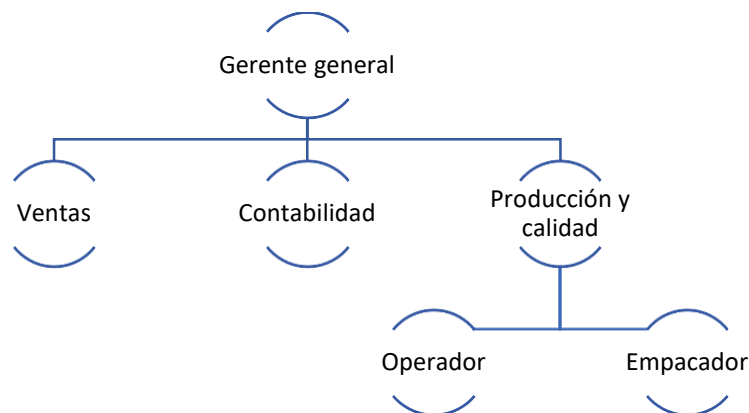 Gerente general
Ventas
Contabilidad
Producción y
calidad
Operador
Empacador